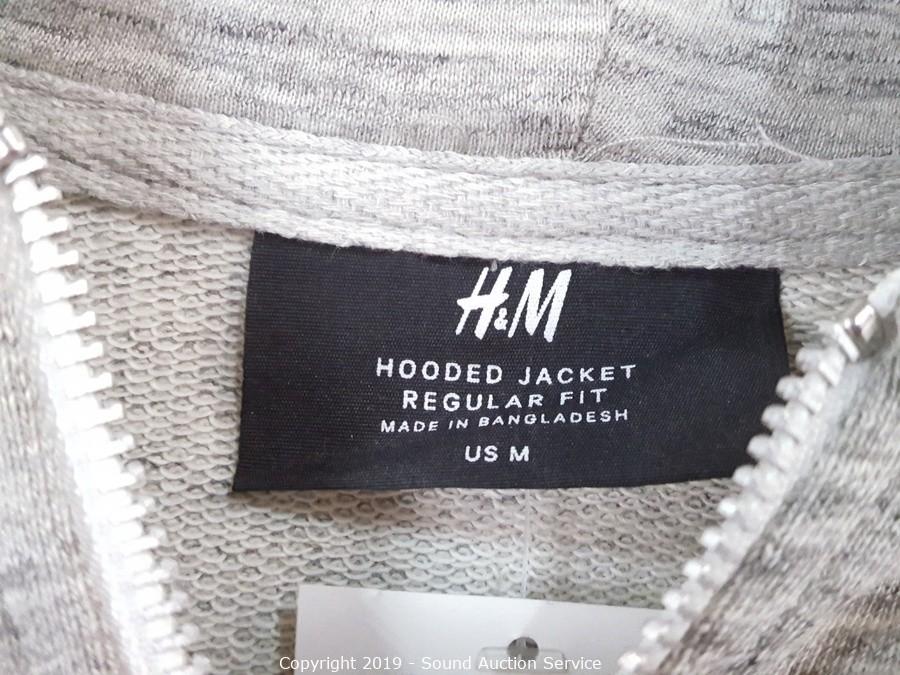 H&M
HOODED JACKET
REGULAR FIT
MADE IN BANGLADESH
US M
Copyright 2019 - Sound Auction Service